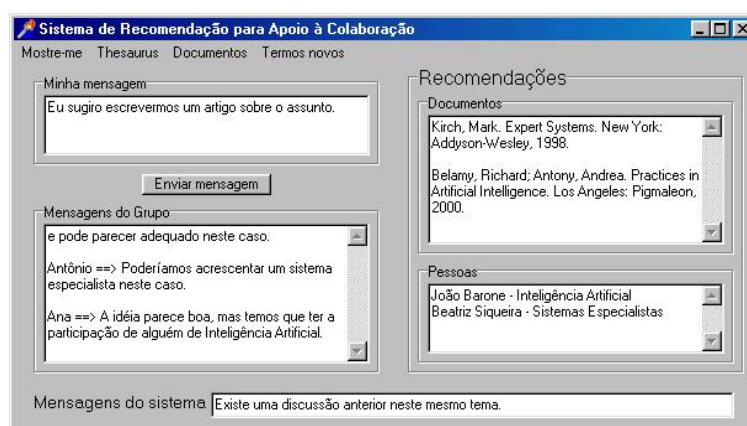 Sistema de Recomendação para Apoio à Colaboração
Mostre-me Thesaurus Documentos Termos novos
Minha mensagem
Eu sugiro escrevermos um artigo sobre o assunto.
Enviar mensagem
Mensagens do Grupo
e pode parecer adequado neste caso.
Antônio ==> Poderíamos acrescentar um sistema
especialista neste caso.
Ana ==> A idéia parece boa, mas temos que ter a
participação de alguém de Inteligência Artificial.
Recomendações
Documentos
Kirch, Mark. Expert Systems. New York:
Addyson-Wesley, 1998.
Belamy, Richard; Antony, Andrea. Practices in
Artificial Intelligence. Los Angeles: Pigmaleon,
2000.
Pessoas
João Barone - Inteligência Artificial
Beatriz Siqueira - Sistemas Especialistas
Mensagens do sistema Existe uma discussão anterior neste mesmo tema.